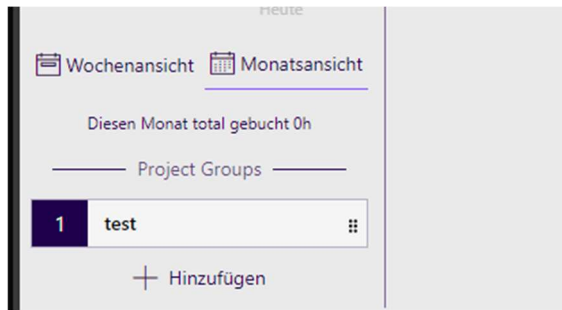 Heute
Wochenansicht Monatsansicht
Diesen Monat total gebucht 0h
Project Groups
1 test
Hinzufügen